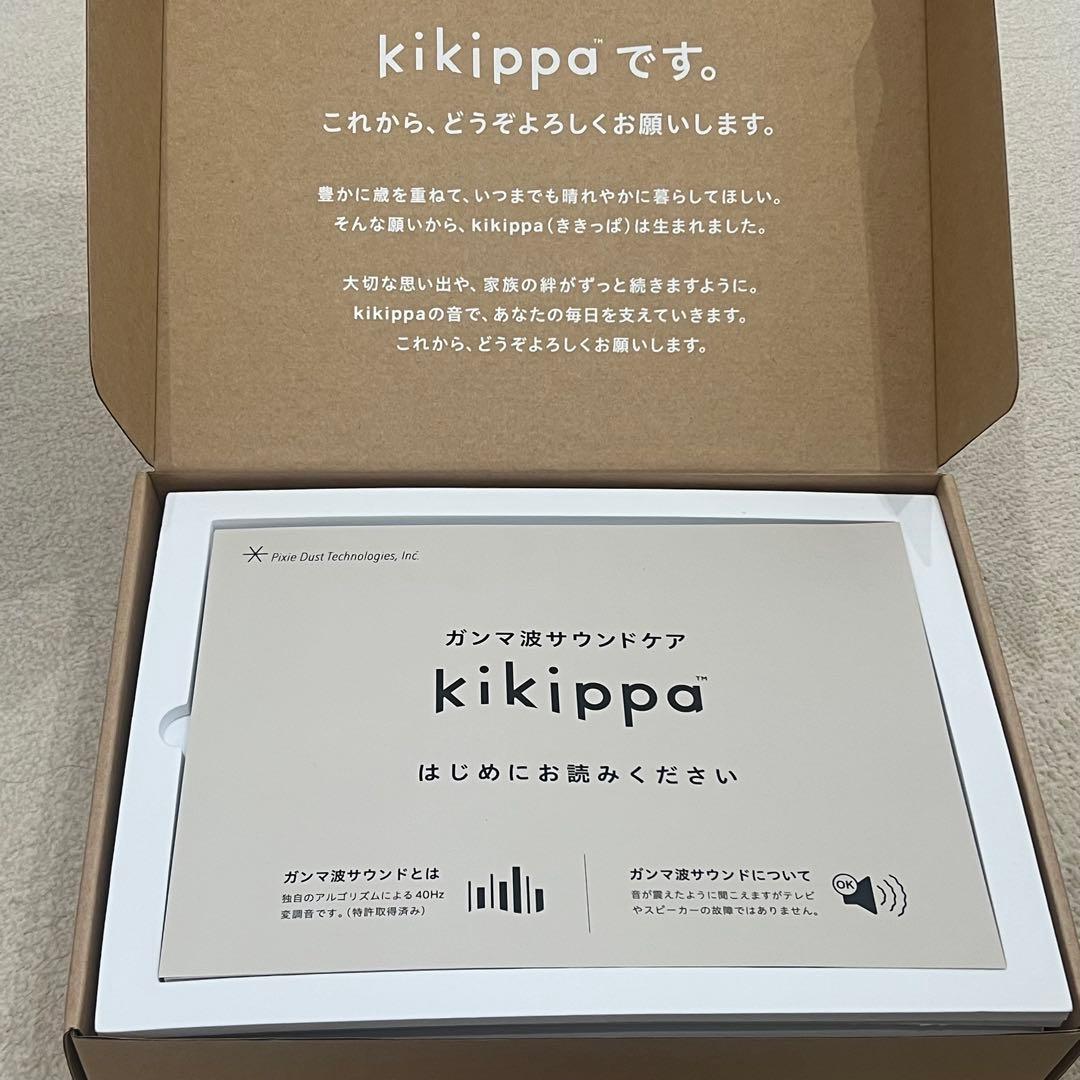 kikippa™です。
これから、どうぞよろしくお願いします。
豊かに歳を重ねて、いつまでも晴れやかに暮らしてほしい。
そんな願いから、kikippa（ききっぱ）は生まれました。
大切な思い出や、家族の絆がずっと続きますように。
kikippaの音で、あなたの毎日を支えていきます。
これから、どうぞよろしくお願いします。
Pixie Dust Technologies, Inc.
ガンマ波サウンドケア
kikippa™
はじめにお読みください
ガンマ波サウンドとは
独自のアルゴリズムによる40Hz
変調音です。（特許取得済み）
ガンマ波サウンドについて
音が震えたように聞こえますがテレビ
やスピーカーの故障ではありません。
OK